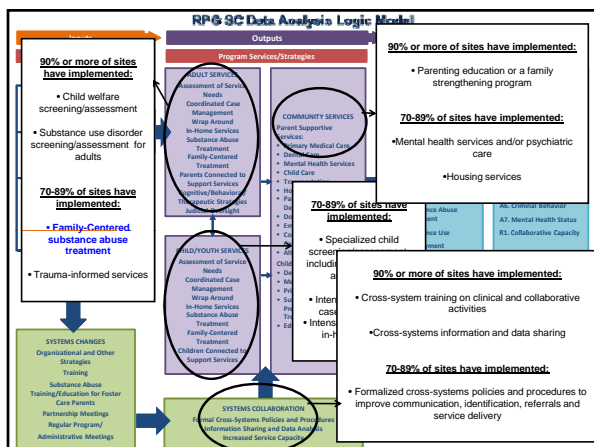 RPG SC Data Analysis Logic Model
Outputs
Program Services/Strategies
90% or more of sites
have implemented:
• Child welfare
screening/assessment
• Substance use disorder
screening/assessment for
adults
70-89% of sites have
implemented:
• Family-Centered
substance abuse
treatment
• Trauma-informed services
ADULT SERVICES
Assessment of Service
Needs
Coordinated Case
Management
Wrap Around
In-Home Services
Substance Abuse
Treatment
Family-Centered
Treatment
Parents Connected to
Support Services
Cognitive/Behavioral/
Therapeutic Strategies
Judicial Oversight
COMMUNITY SERVICES
Parent Supportive
Services:
• Primary Medical Care
• Dental Care
• Mental Health Services
• Child Care
90% or more of sites have implemented:
• Parenting education or a family
strengthening program
70-89% of sites have implemented:
•Mental health services and/or psychiatric
care
• Housing services
A6. Criminal Behavior
A7. Mental Health Status
R1. Collaborative Capacity
70-89% of sites have
implemented:
• Specialized child
CHILD/YOUTH SERVICES
Assessment of Service
Needs
Coordinated Case
Management
Wrap Around
In-Home Services
Substance Abuse
Treatment
Family-Centered
Treatment
Children Connected to
Support Services
90% or more of sites have implemented:
• Cross-system training on clinical and collaborative
activities
• Cross-systems information and data sharing
70-89% of sites have implemented:
• Formalized cross-systems policies and procedures to
improve communication, identification, referrals and
service delivery
SYSTEMS CHANGES
Organizational and Other
Strategies
Training
Substance Abuse
Training/Education for Foster
Care Parents
Partnership Meetings
Regular Program/
Administrative Meetings
SYSTEMS COLLABORATION
Formal Cross-Systems Policies and Procedures
Information Sharing and Data Analysis
Increased Service Capacity